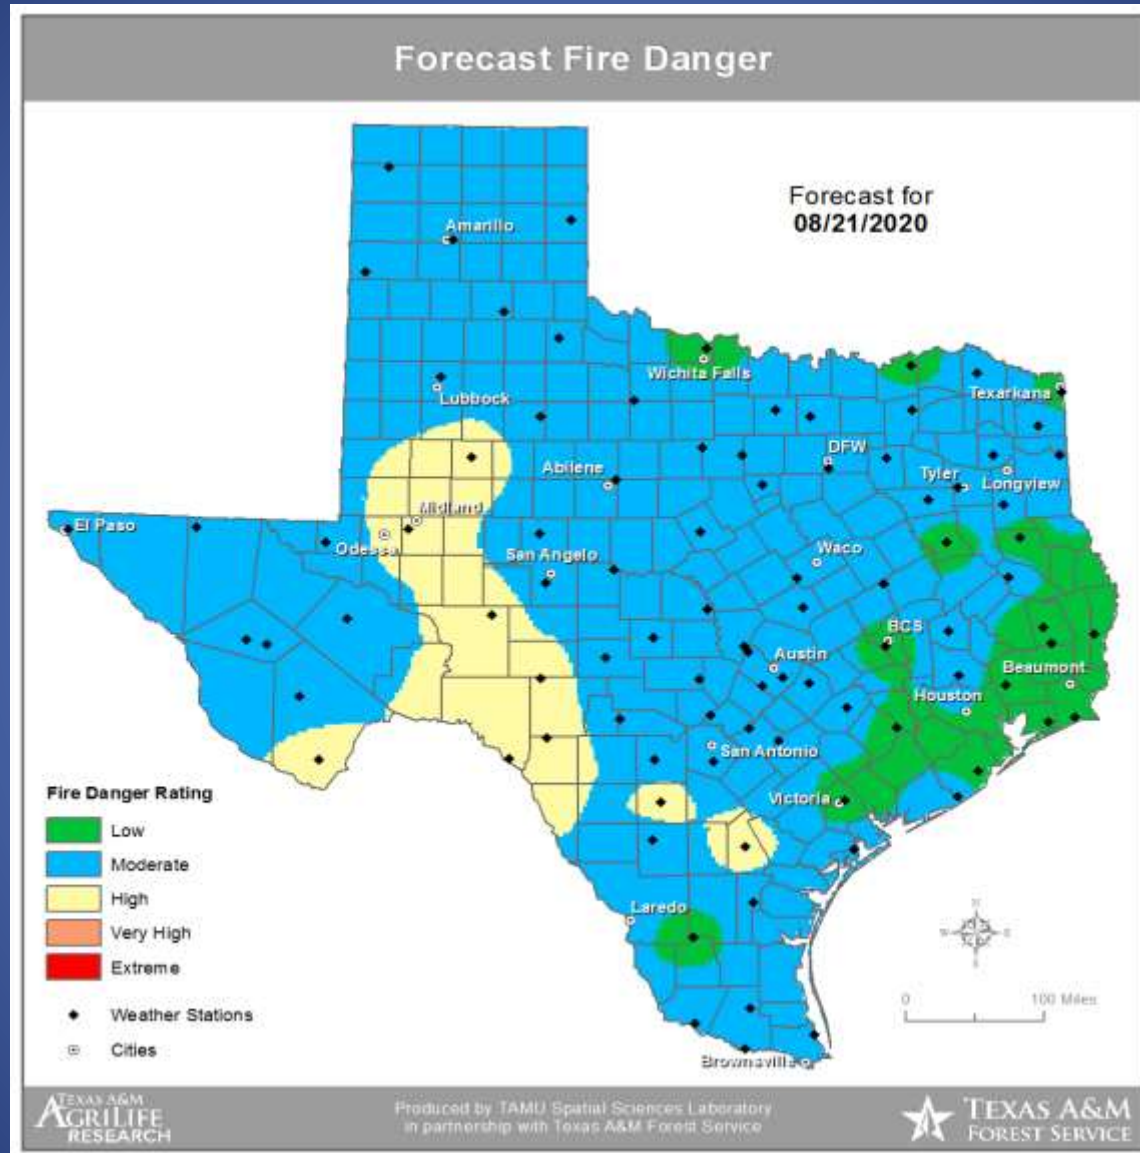 Forecast Fire Danger
Forecast for
08/21/2020
Amarillo
Wichita Falls
Texarkana
Lubbock
DFW
Abilene
Tyler
Longview
Midland
El Paso
Odessa
San Angelo
Waco
BCS
Austin
Beaumont
Houston
San Antonio
Victoria
Laredo
Brownsville
Fire Danger Rating
Low
Moderate
High
Very High
Extreme
Weather Stations
Cities
N
W E
S
0 100 Miles
TEXAS A&M
AGRILIFE
RESEARCH
Produced by TAMU Spatial Sciences Laboratory
in partnership with Texas A&M Forest Service
TEXAS A&M
FOREST SERVICE